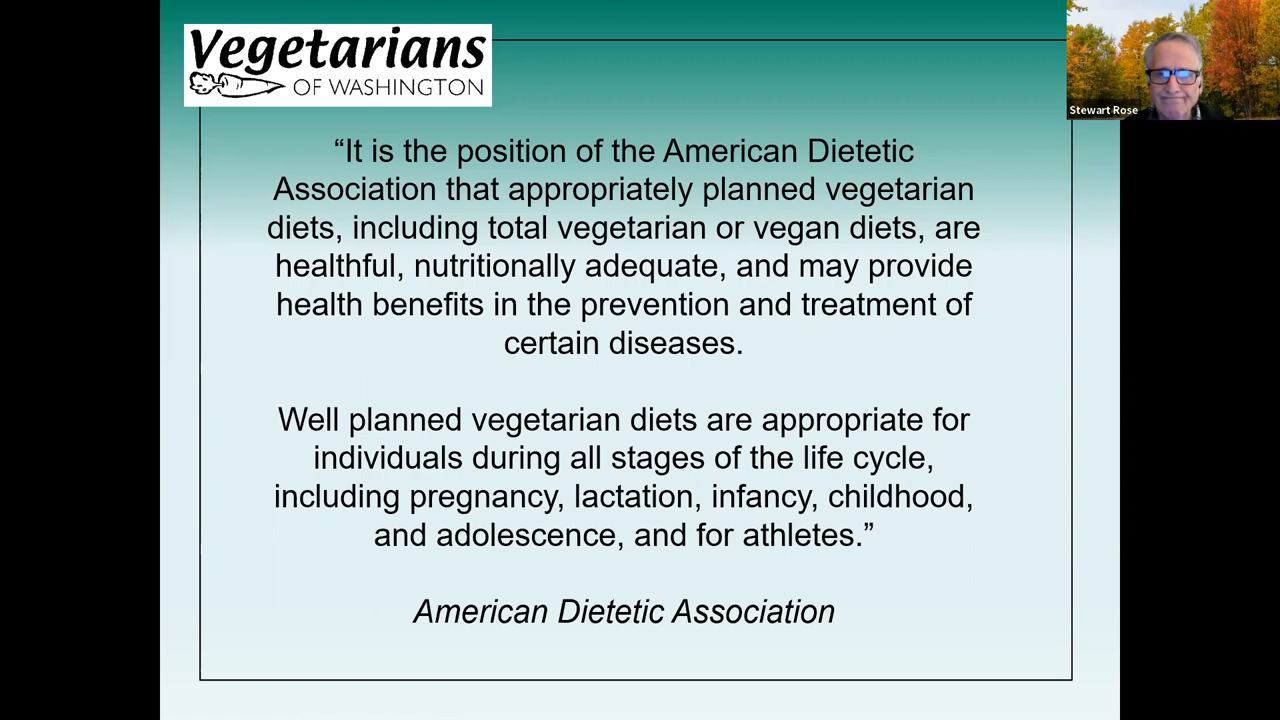 Vegetarians
OF WASHINGTON
Stewart Rose
“It is the position of the American Dietetic
Association that appropriately planned vegetarian
diets, including total vegetarian or vegan diets, are
healthful, nutritionally adequate, and may provide
health benefits in the prevention and treatment of
certain diseases.
Well planned vegetarian diets are appropriate for
individuals during all stages of the life cycle,
including pregnancy, lactation, infancy, childhood,
and adolescence, and for athletes.”
American Dietetic Association